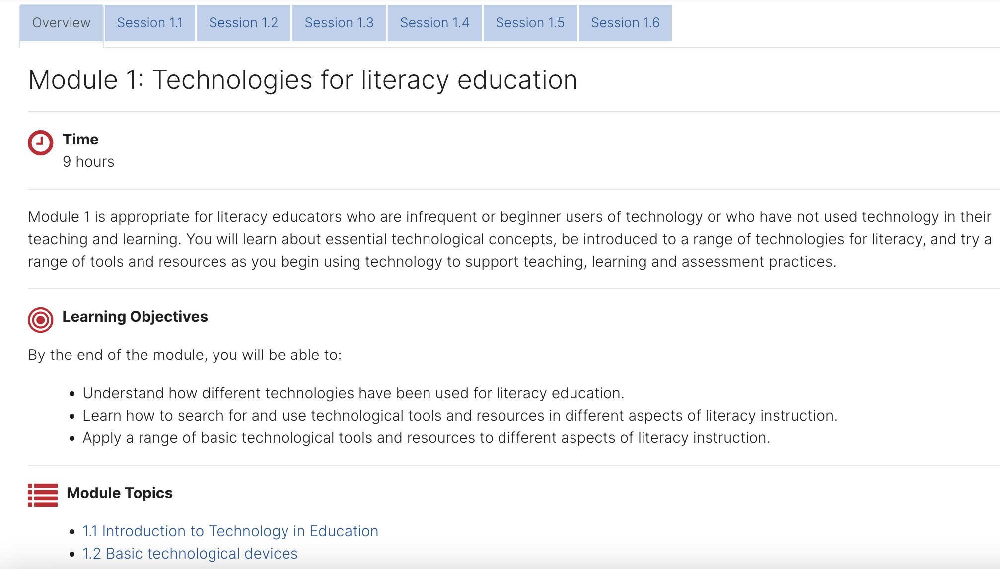 Overview
Session 1.1
Session 1.2
Session 1.3
Session 1.4
Session 1.5
Session 1.6
Module 1: Technologies for literacy education
Time
9 hours
Module 1 is appropriate for literacy educators who are infrequent or beginner users of technology or who have not used technology in their
teaching and learning. You will learn about essential technological concepts, be introduced to a range of technologies for literacy, and try a
range of tools and resources as you begin using technology to support teaching, learning and assessment practices.
Learning Objectives
By the end of the module, you will be able to:
• Understand how different technologies have been used for literacy education.
• Learn how to search for and use technological tools and resources in different aspects of literacy instruction.
• Apply a range of basic technological tools and resources to different aspects of literacy instruction.
Module Topics
• 1.1 Introduction to Technology in Education
• 1.2 Basic technological devices